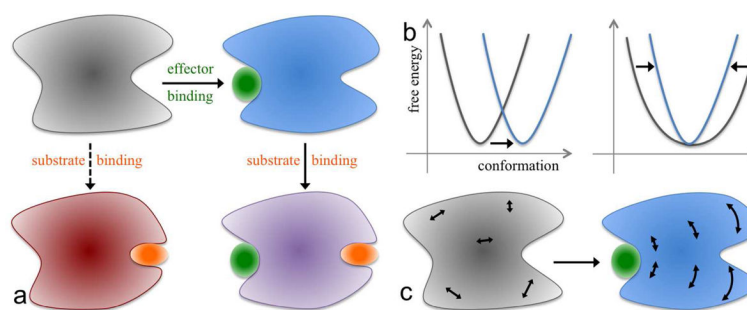 effector
binding
substrate binding
substrate binding
a
b
free energy
conformation
c